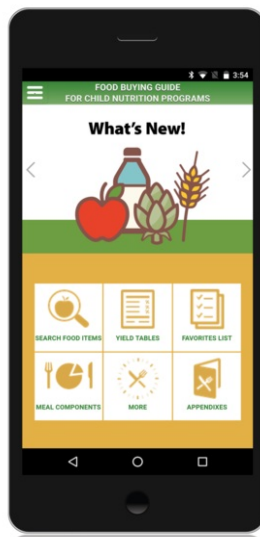 3:54
FOOD BUYING GUIDE
FOR CHILD NUTRITION PROGRAMS
What's New!
SEARCH FOOD ITEMS
YIELD TABLES
FAVORITES LIST
MEAL COMPONENTS
MORE
APPENDIXES